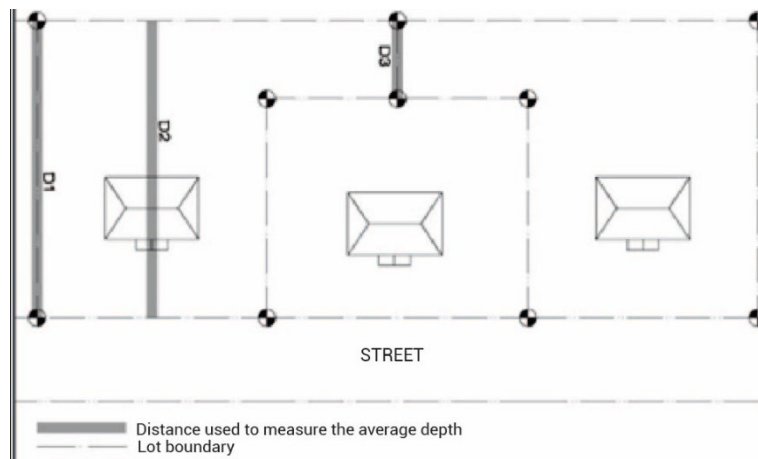 D3
D2
D1
STREET
Distance used to measure the average depth
Lot boundary